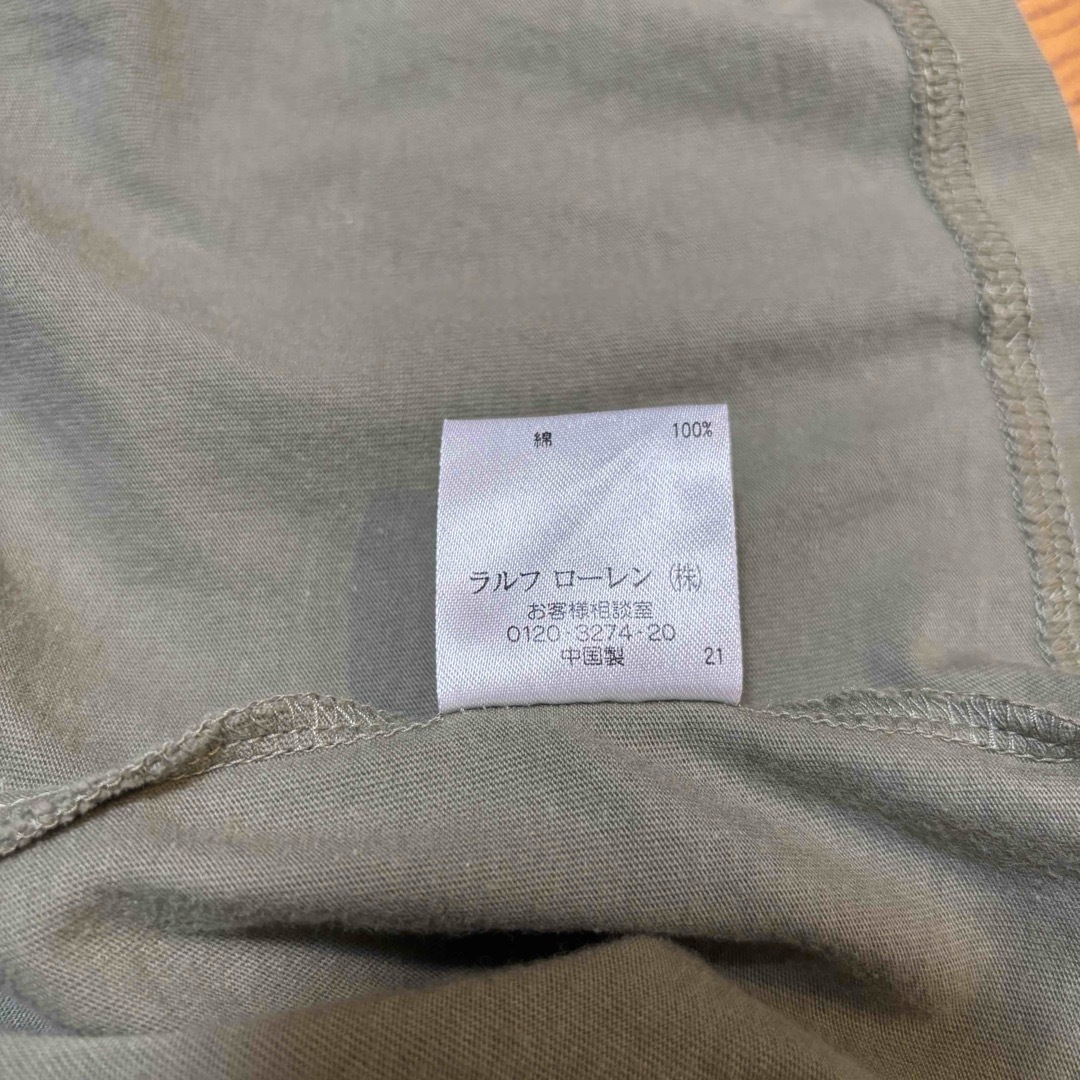 綿 100%
ラルフ ローレン (株)
お客様相談室
0120-3274-20
中国製 21